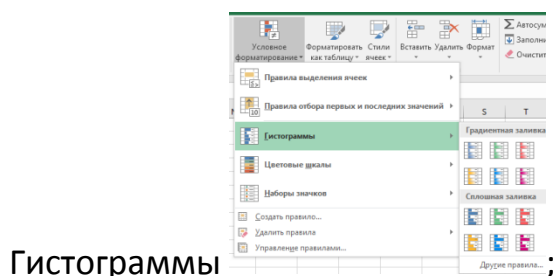 Автосум
Заполни
Очистит
Условное форматирование
Форматировать как таблицу
Стили ячеек
Вставить
Удалить
Формат
S T
Правила выделения ячеек
Правила отбора первых и последних значений
Гистограммы
Цветовые шкалы
Наборы значков
Создать правило...
Удалить правила
Управление правилами...
Градиентная заливка
Сплошная заливка
Другие правила...
Гистограммы ;